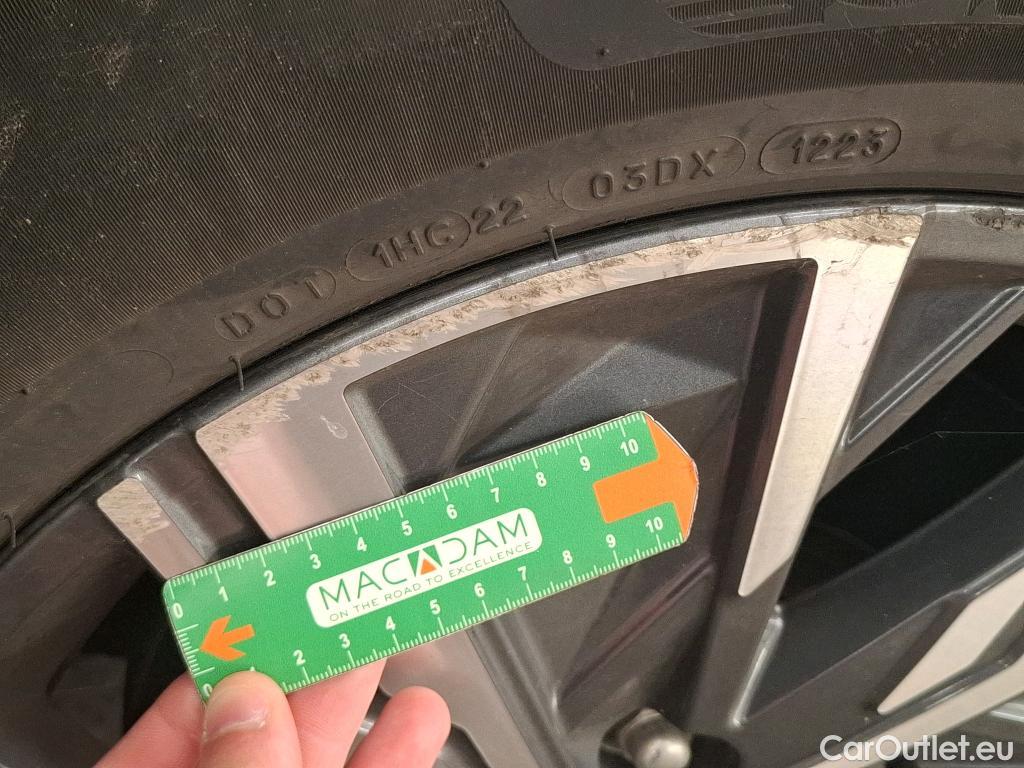 DOT 1HC 22 03DX 1223
0 1 2 3 4 5 6 7 8 9 10
MACADAM
ON THE ROAD TO EXCELLENCE
0 2 3 4 5 6 7 8 9 10
CarOutlet.eu